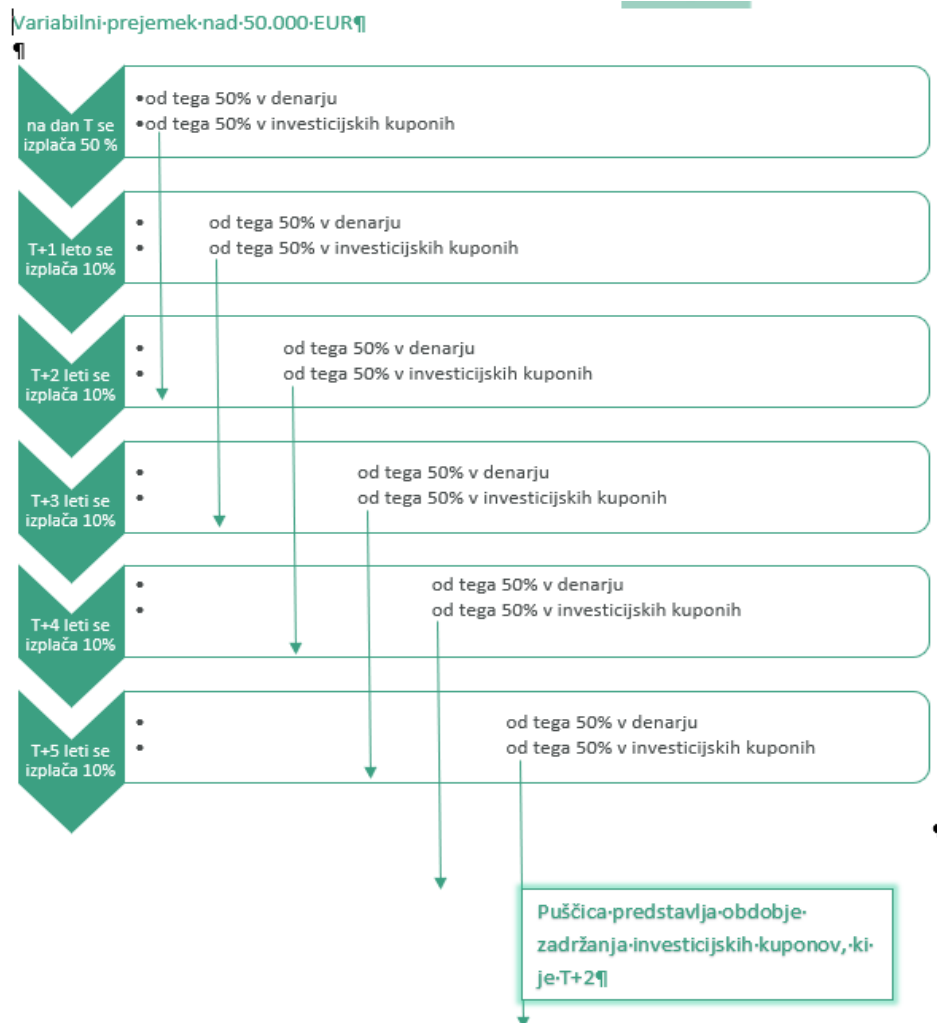 Variabilni·prejemek·nad·50.000·EUR¶
¶
na dan T se
izplača 50 %
•od tega 50% v denarju
•od tega 50% v investicijskih kuponih
T+1 leto se
izplača 10%
• od tega 50% v denarju
• od tega 50% v investicijskih kuponih
T+2 leti se
izplača 10%
• od tega 50% v denarju
• od tega 50% v investicijskih kuponih
T+3 leti se
izplača 10%
• od tega 50% v denarju
• od tega 50% v investicijskih kuponih
T+4 leti se
izplača 10%
• od tega 50% v denarju
• od tega 50% v investicijskih kuponih
T+5 leti se
izplača 10%
• od tega 50% v denarju
• od tega 50% v investicijskih kuponih
Puščica·predstavlja·obdobje·
zadržanja·investicijskih·kuponov,·ki·
je·T+2¶